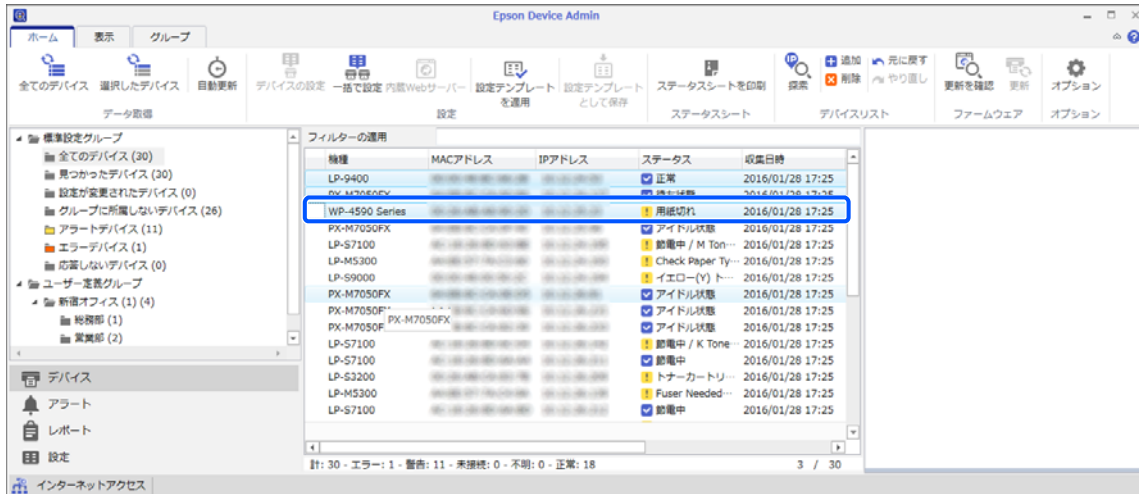 Epson Device Admin
ホーム 表示 グループ
全てのデバイス 選択したデバイス 自動更新 デバイスの設定 一括で設定 内蔵Webサーバー 設定テンプレートを適用 設定テンプレートとして保存 ステータスシートを印刷 探索 追加 削除 元に戻す やり直し 更新を確認 更新 オプション
データ取得 設定 ステータスシート デバイスリスト ファームウェア オプション
標準設定グループ
全てのデバイス (30)
見つかったデバイス (30)
設定が変更されたデバイス (0)
グループに所属しないデバイス (26)
アラートデバイス (11)
エラーデバイス (1)
応答しないデバイス (0)
ユーザー定義グループ
新宿オフィス (1) (4)
総務部 (1)
営業部 (2)
デバイス
アラート
レポート
設定
フィルターの適用
機種 MACアドレス IPアドレス ステータス 収集日時
LP-9400 正常 2016/01/28 17:25
PX-M7050FX 待ち状態 2016/01/28 17:25
WP-4590 Series 用紙切れ 2016/01/28 17:25
PX-M7050FX アイドル状態 2016/01/28 17:25
LP-S7100 節電中 / M Ton… 2016/01/28 17:25
LP-M5300 Check Paper Ty… 2016/01/28 17:25
LP-S9000 イエロー(Y) ト… 2016/01/28 17:25
PX-M7050FX アイドル状態 2016/01/28 17:25
PX-M7050FX アイドル状態 2016/01/28 17:25
PX-M7050F アイドル状態 2016/01/28 17:25
PX-M7050FX
LP-S7100 節電中 / K Tone… 2016/01/28 17:25
LP-S7100 節電中 2016/01/28 17:25
LP-S3200 トナーカートリ… 2016/01/28 17:25
LP-M5300 Fuser Needed… 2016/01/28 17:25
LP-S7100 節電中 2016/01/28 17:25
計: 30 - エラー: 1 - 警告: 11 - 未接続: 0 - 不明: 0 - 正常: 18 3 / 30
インターネットアクセス